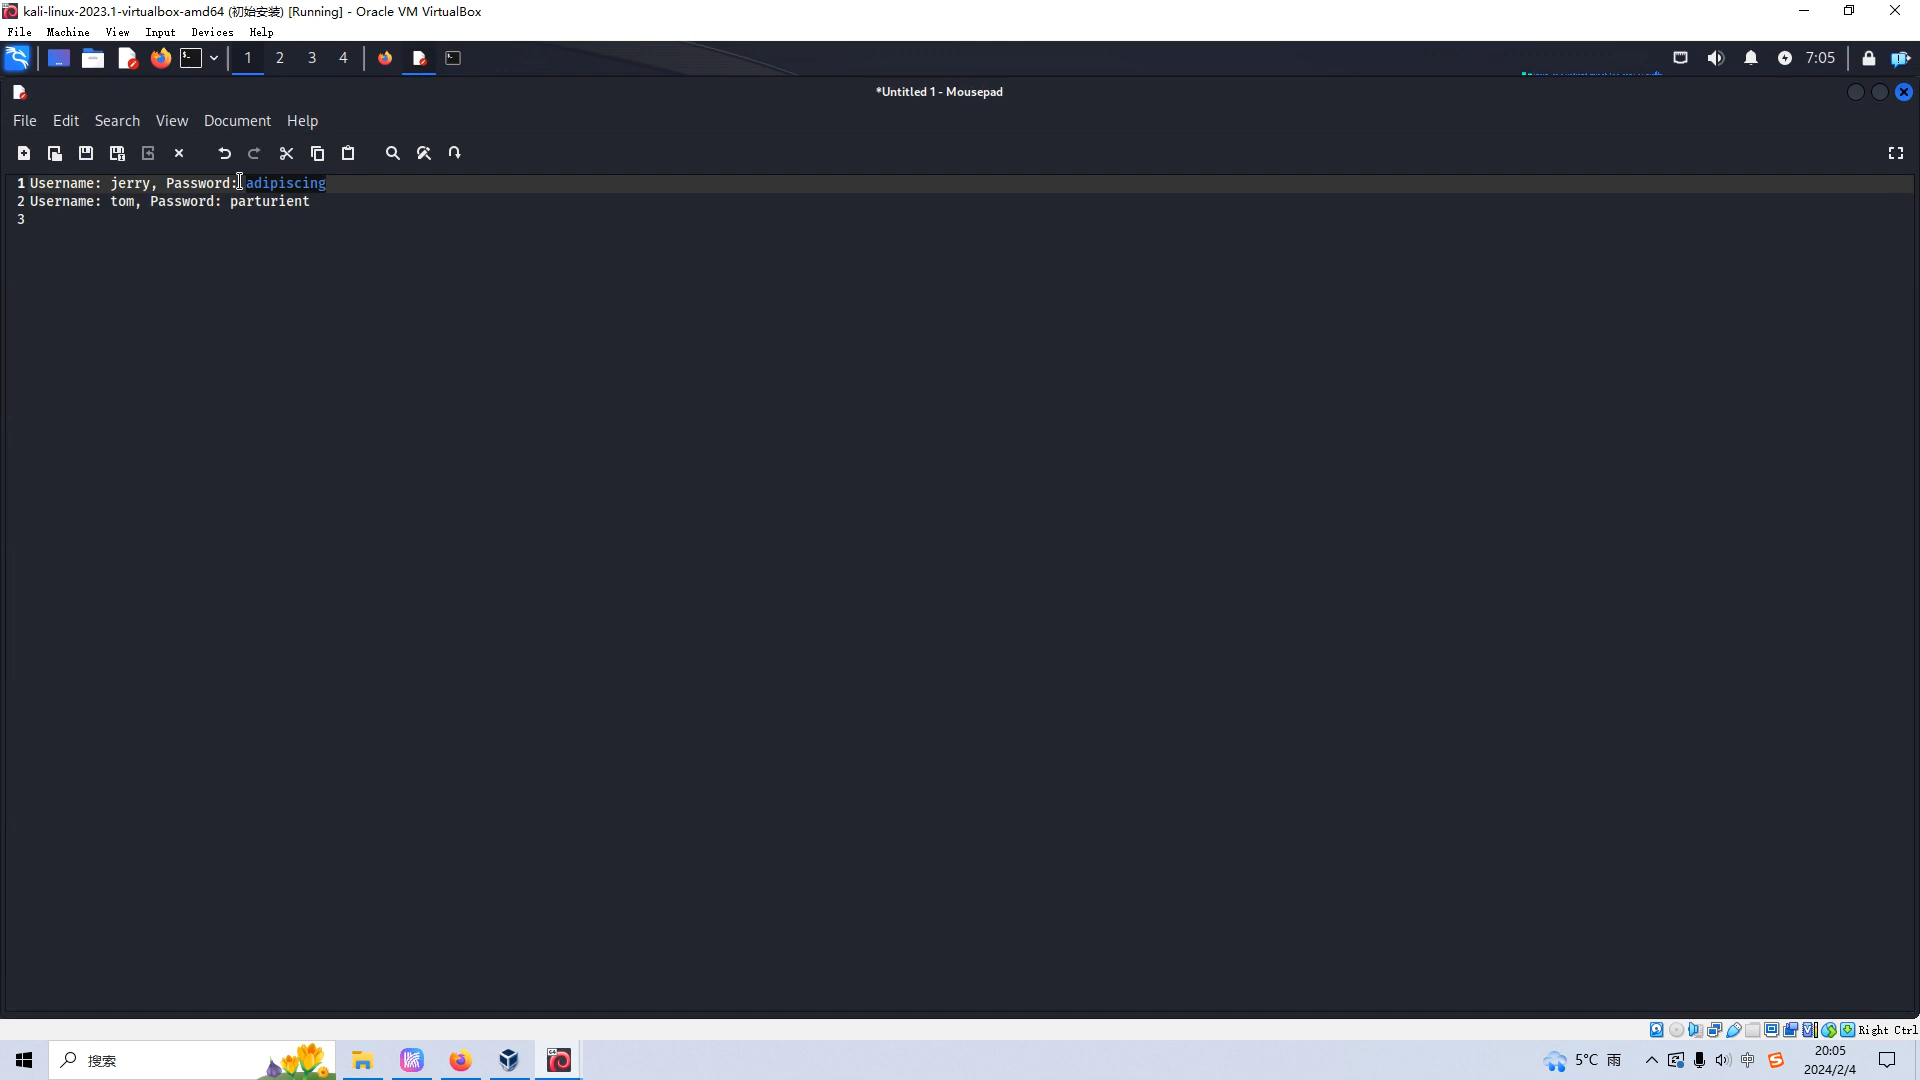 kali-linux-2023.1-virtualbox-amd64 (初始安装) [Running] - Oracle VM VirtualBox
File Machine View Input Devices Help
1 2 3 4 7:05
*Untitled 1 - Mousepad
File Edit Search View Document Help
1 Username: jerry, Password: adipiscing
2 Username: tom, Password: parturient
3
Right Ctrl
搜索 5°C 雨 中 20:05
2024/2/4